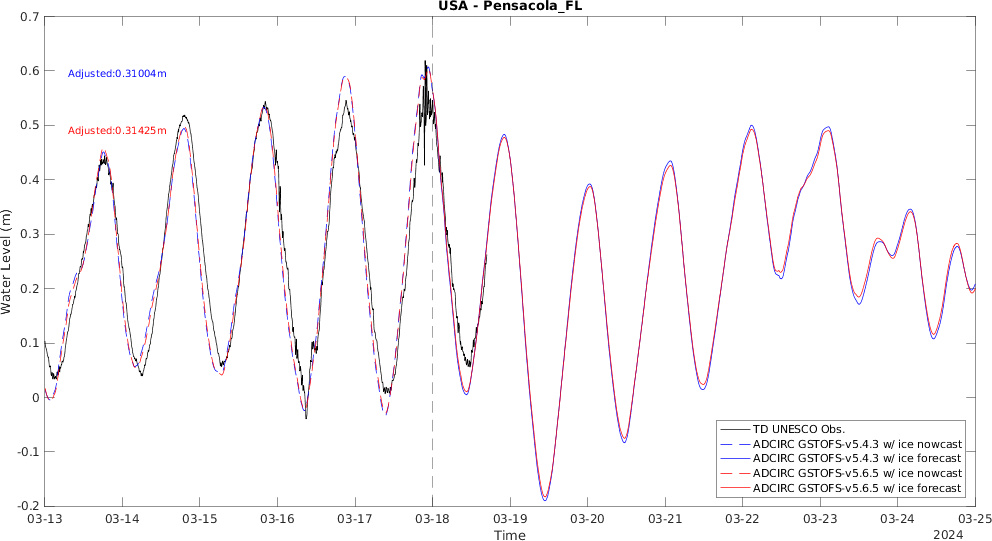 USA - Pensacola_FL
0.7
0.6
0.5
0.4
0.3
0.2
0.1
0
-0.1
-0.2
Water Level (m)
Adjusted:0.31004m
Adjusted:0.31425m
TD UNESCO Obs.
ADCIRC GSTOFS-v5.4.3 w/ ice nowcast
ADCIRC GSTOFS-v5.4.3 w/ ice forecast
ADCIRC GSTOFS-v5.6.5 w/ ice nowcast
ADCIRC GSTOFS-v5.6.5 w/ ice forecast
03-13 03-14 03-15 03-16 03-17 03-18 03-19 03-20 03-21 03-22 03-23 03-24 03-25
Time
2024